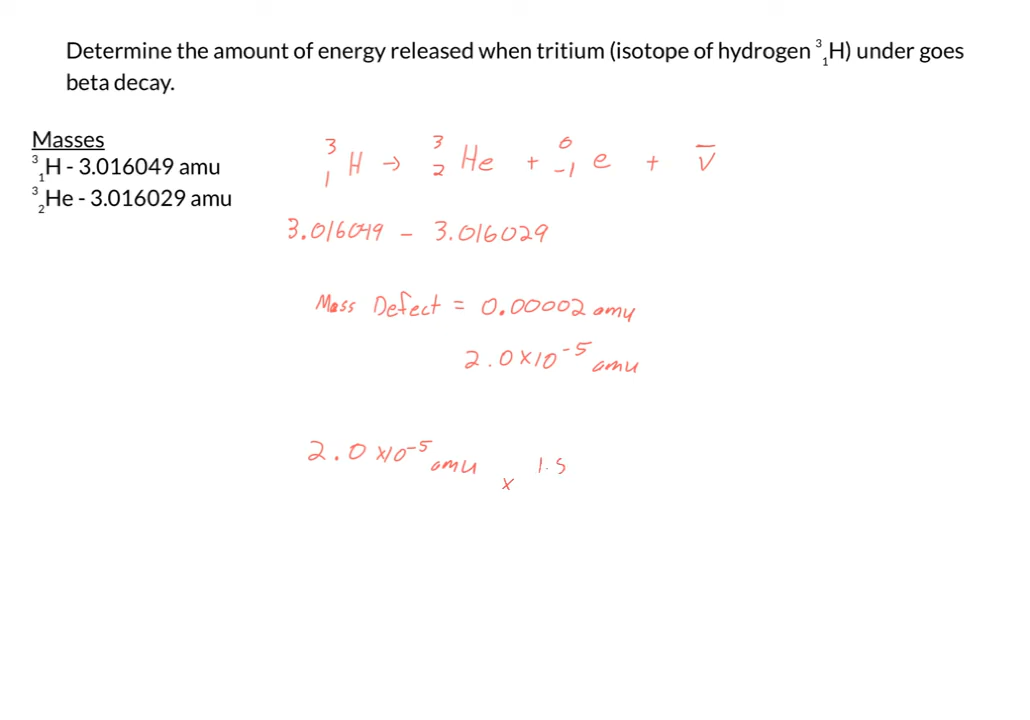 Determine the amount of energy released when tritium (isotope of hydrogen ³₁H) under goes
beta decay.
Masses
³₁H - 3.016049 amu
³₂He - 3.016029 amu
³₁H → ³₂He + ⁰₋₁e + v̅
3.016049 - 3.016029
Mass Defect = 0.00002 amu
2.0 x 10⁻⁵ amu
2.0 x10⁻⁵ amu x 1.5